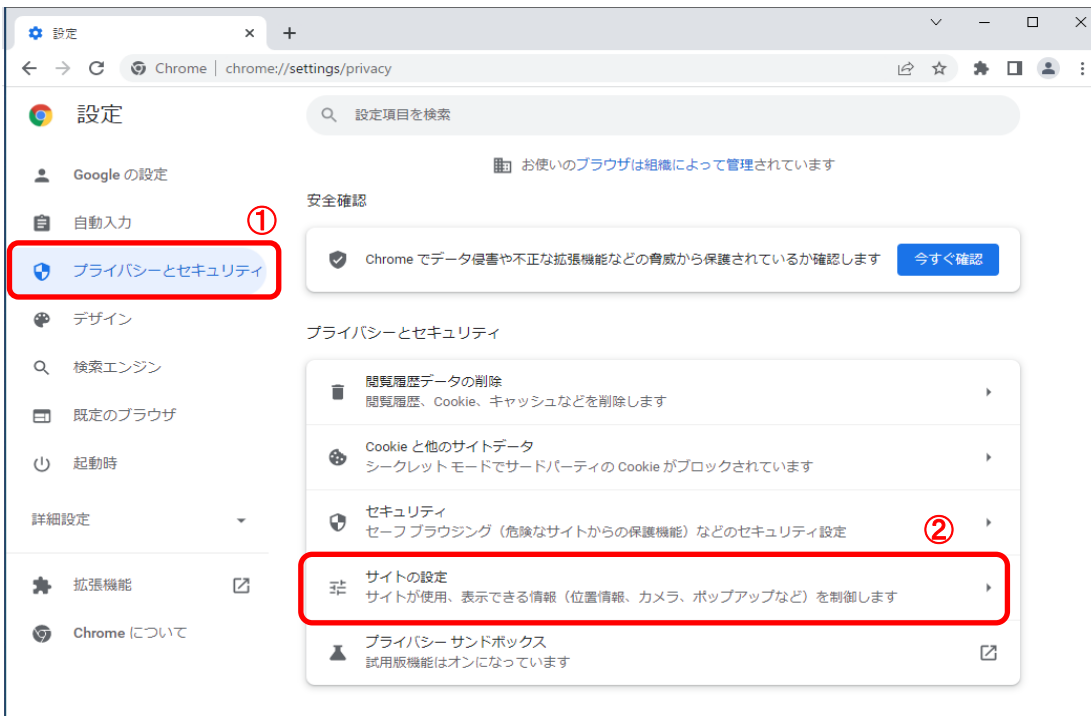 設定
Chrome | chrome://settings/privacy
設定
設定項目を検索
お使いのブラウザは組織によって管理されています
Google の設定
自動入力
①
プライバシーとセキュリティ
デザイン
検索エンジン
既定のブラウザ
起動時
詳細設定
拡張機能
Chrome について
安全確認
Chrome でデータ侵害や不正な拡張機能などの脅威から保護されているか確認します
今すぐ確認
プライバシーとセキュリティ
閲覧履歴データの削除
閲覧履歴、Cookie、キャッシュなどを削除します
Cookie と他のサイトデータ
シークレット モードでサードパーティの Cookie がブロックされています
セキュリティ
セーフ ブラウジング（危険なサイトからの保護機能）などのセキュリティ設定
②
サイトの設定
サイトが使用、表示できる情報（位置情報、カメラ、ポップアップなど）を制御します
プライバシー サンドボックス
試用版機能はオンになっています